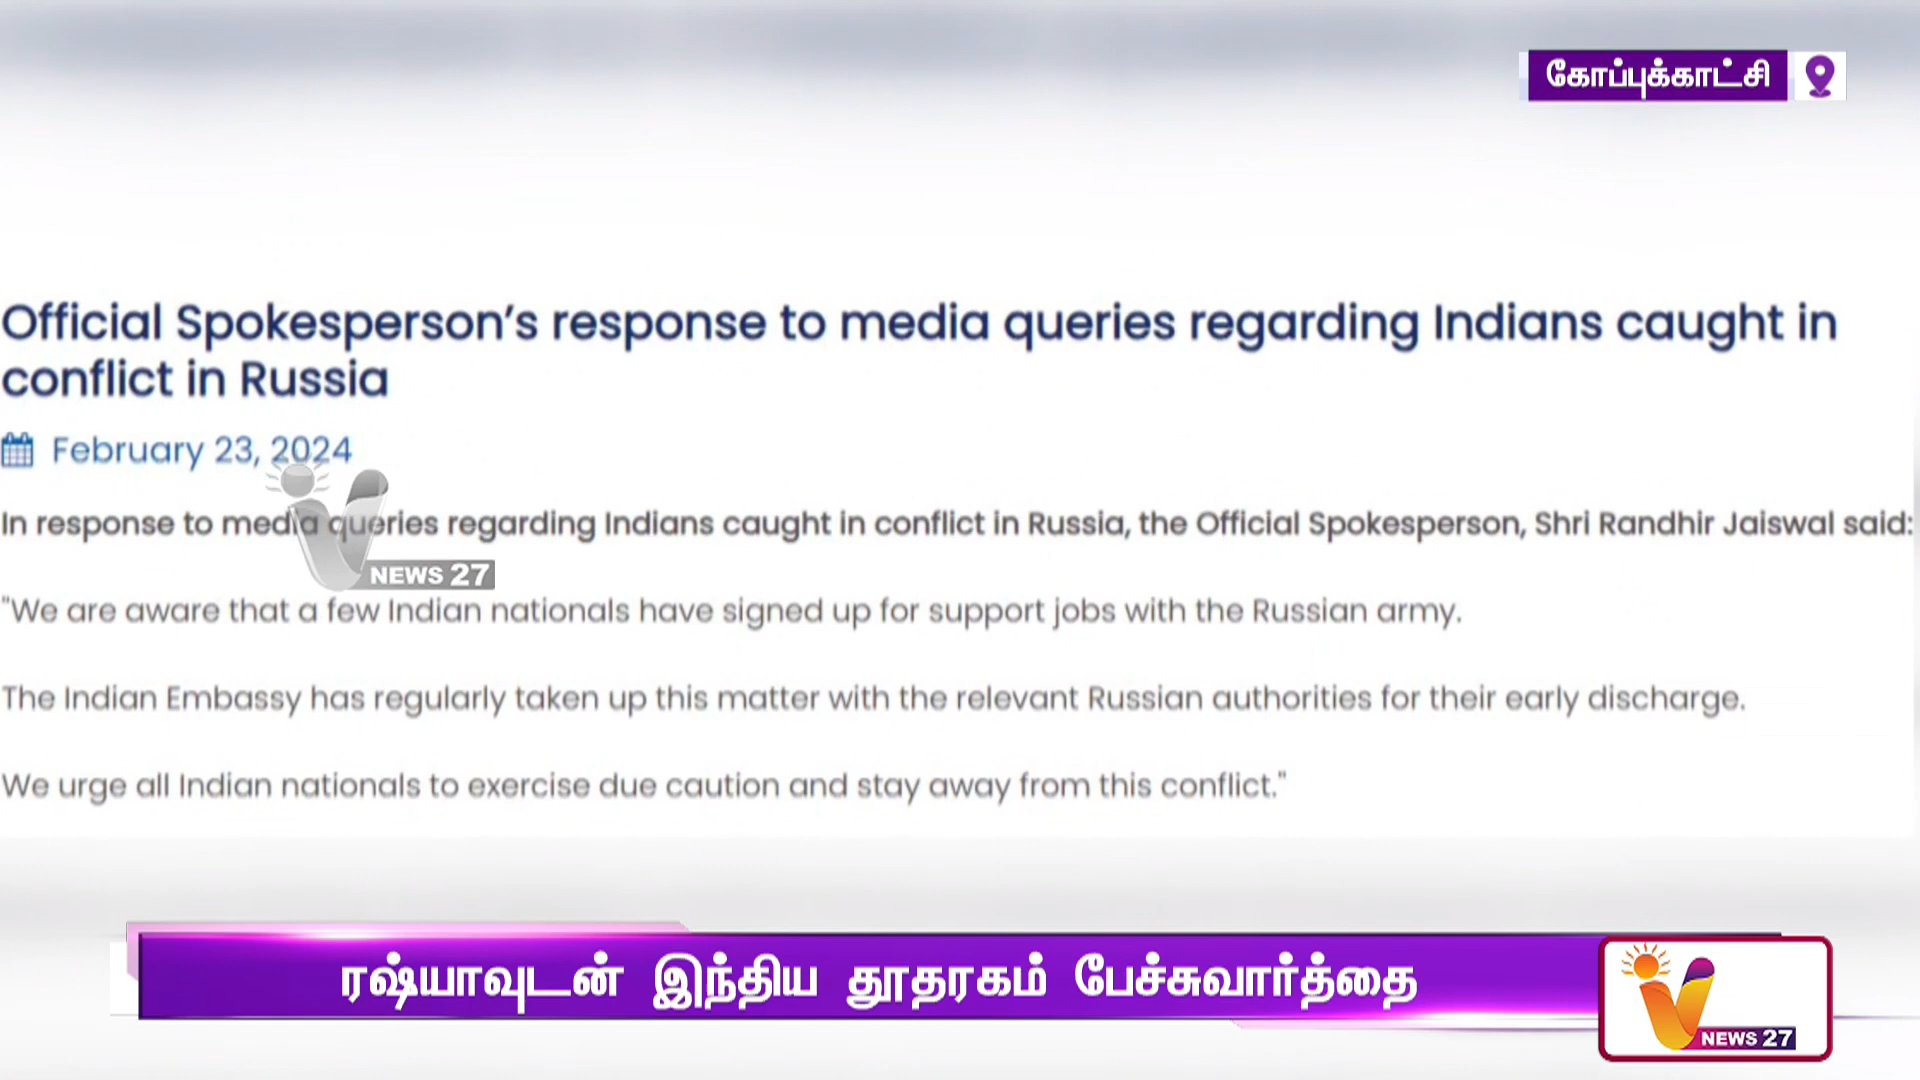 கோப்புக்காட்சி
Official Spokesperson's response to media queries regarding Indians caught in
conflict in Russia
February 23, 2024
In response to media queries regarding Indians caught in conflict in Russia, the Official Spokesperson, Shri Randhir Jaiswal said:
NEWS 27
"We are aware that a few Indian nationals have signed up for support jobs with the Russian army.
The Indian Embassy has regularly taken up this matter with the relevant Russian authorities for their early discharge.
We urge all Indian nationals to exercise due caution and stay away from this conflict."
ரஷ்யாவுடன் இந்திய தூதரகம் பேச்சுவார்த்தை
NEWS 27